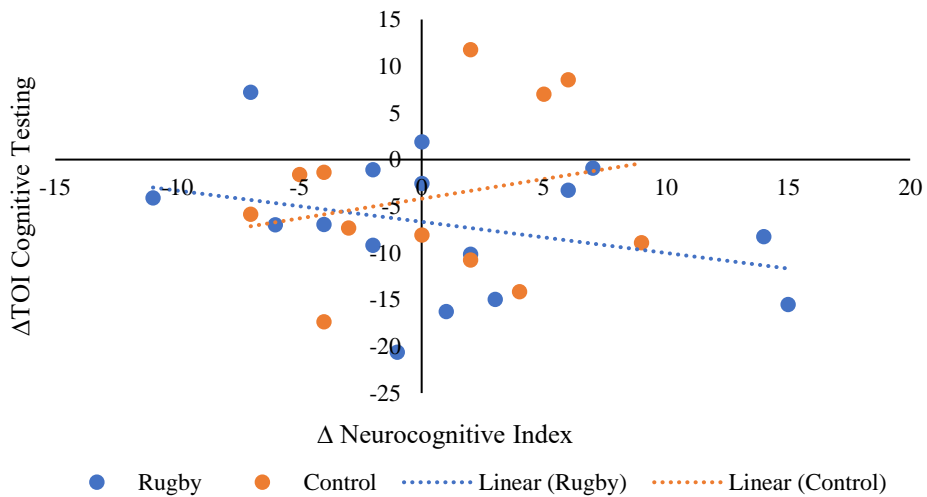 15
10
5
0
-15 -10 -5 0 5 10 15 20
-5
-10
-15
-20
-25
ΔTOI Cognitive Testing
Δ Neurocognitive Index
Rugby Control Linear (Rugby) Linear (Control)